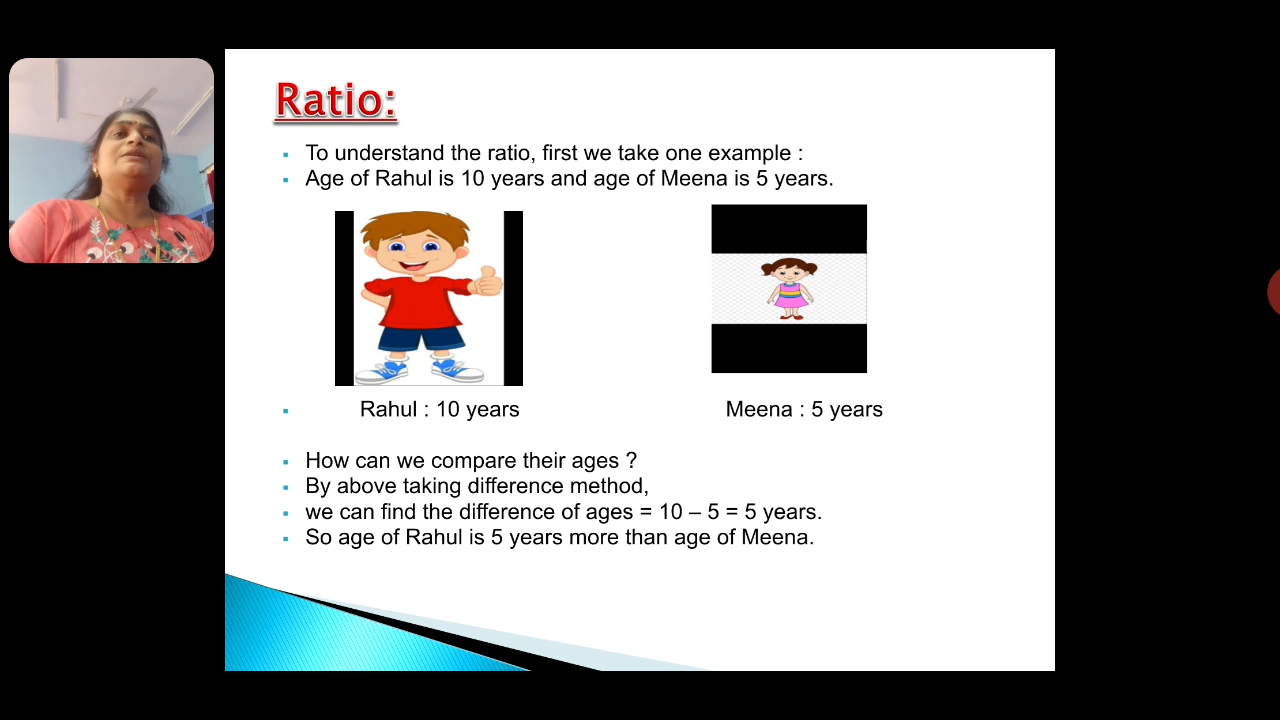 Ratio:
To understand the ratio, first we take one example :
Age of Rahul is 10 years and age of Meena is 5 years.
Rahul : 10 years Meena : 5 years
How can we compare their ages ?
By above taking difference method,
we can find the difference of ages = 10 – 5 = 5 years.
So age of Rahul is 5 years more than age of Meena.